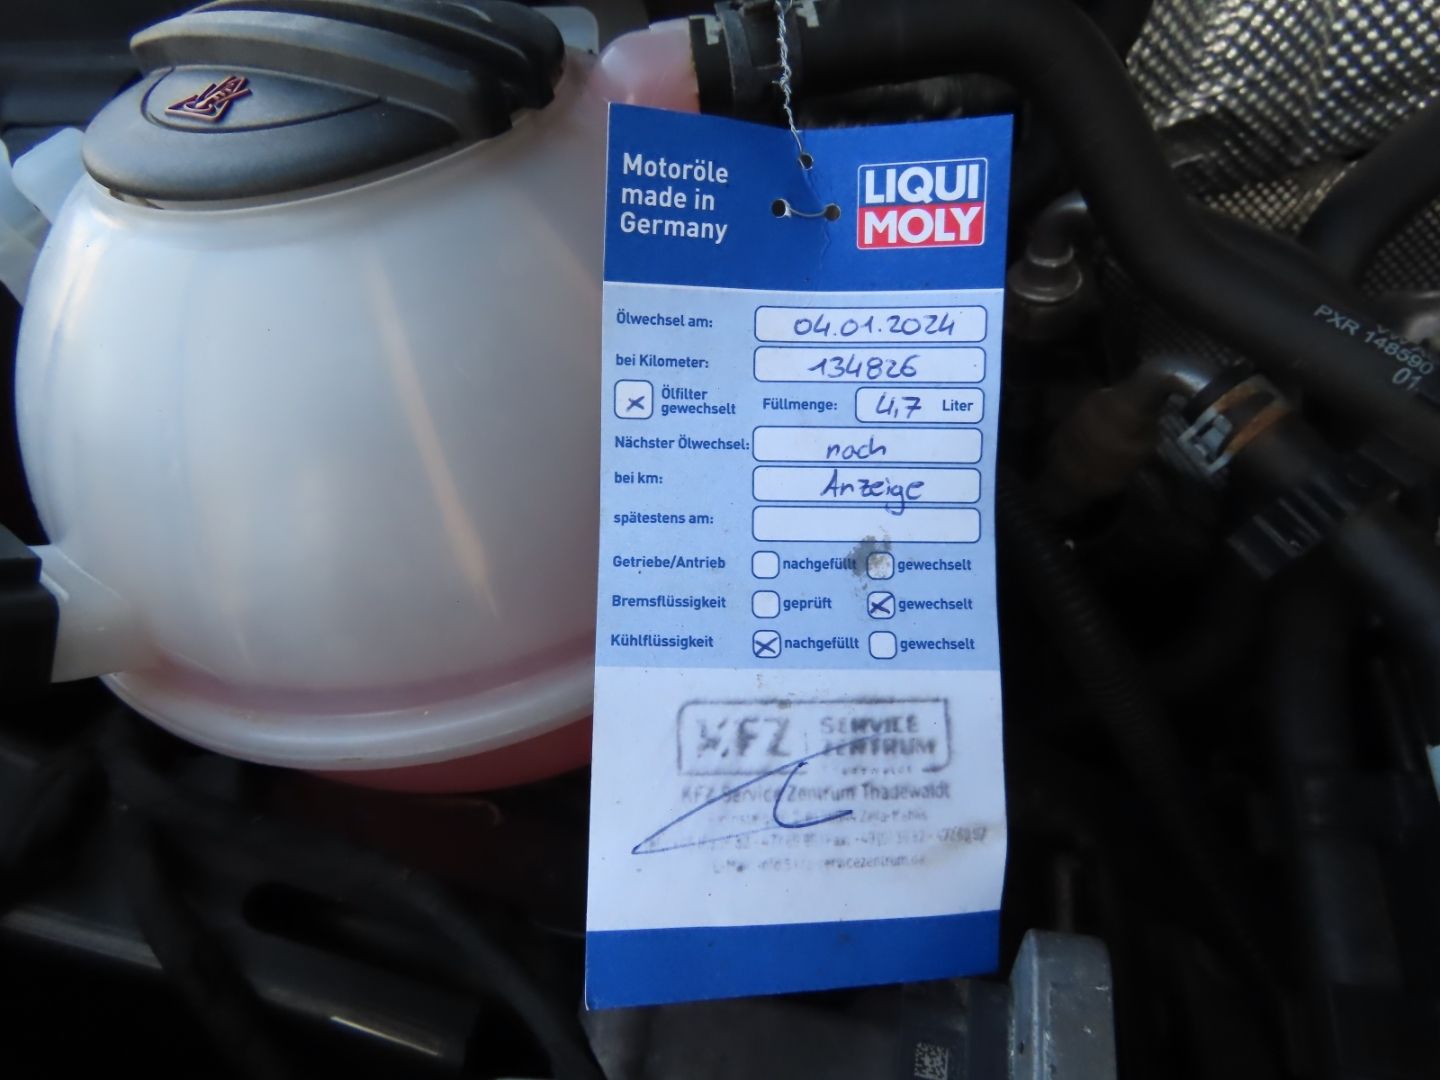 Motoröle
made in
Germany
LIQUI
MOLY
Ölwechsel am: 04.01.2024
bei Kilometer: 134826
Ölfilter
gewechselt
Füllmenge: 4,7 Liter
Nächster Ölwechsel: nach
bei km: Anzeige
spätestens am:
Getriebe/Antrieb nachgefüllt gewechselt
Bremsflüssigkeit geprüft gewechselt
Kühlflüssigkeit nachgefüllt gewechselt
KFZ SERVICE
ZENTRUM
KFZ Service Zentrum Thadewaldt
PXR 148590
01